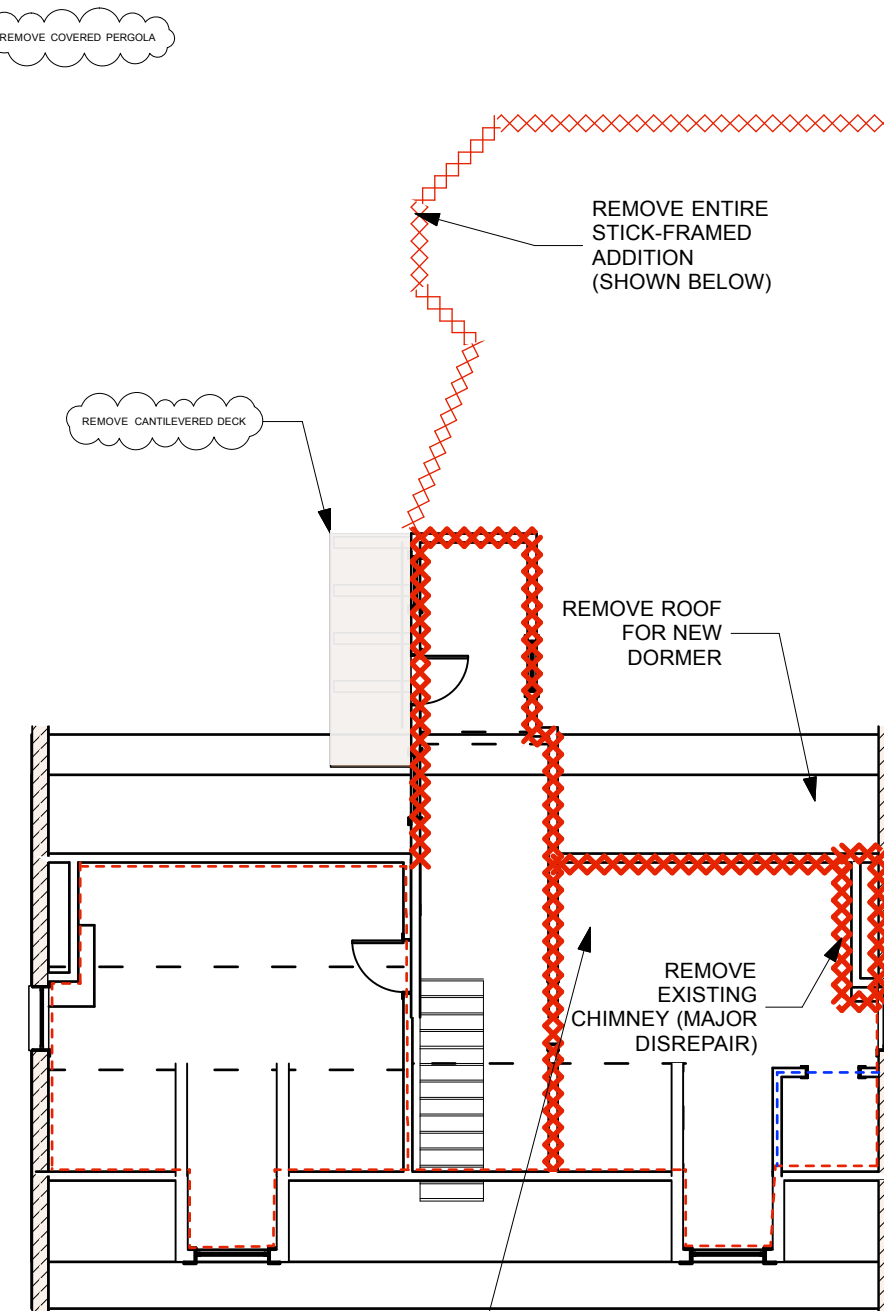 REMOVE COVERED PERGOLA
REMOVE ENTIRE
STICK-FRAMED
ADDITION
(SHOWN BELOW)
REMOVE CANTILEVERED DECK
REMOVE ROOF
FOR NEW
DORMER
REMOVE
EXISTING
CHIMNEY (MAJOR
DISREPAIR)